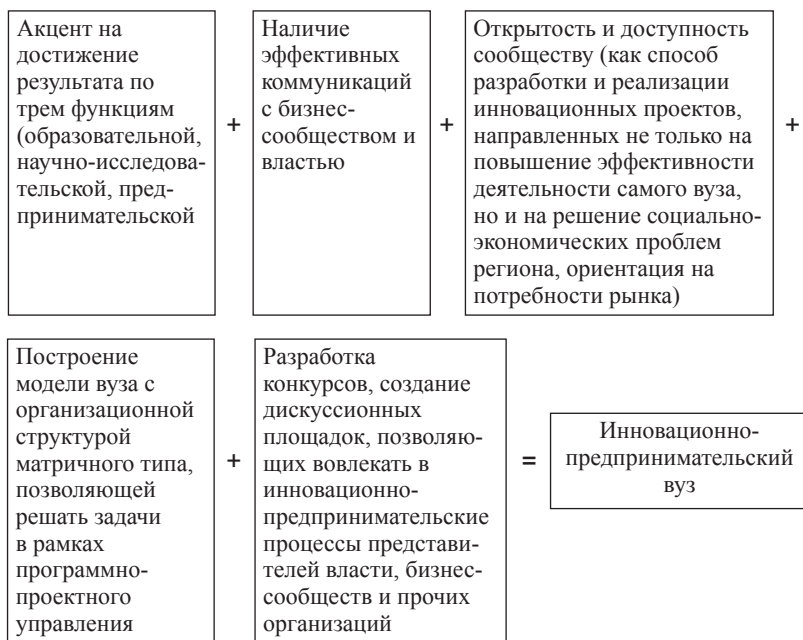 Акцент на
достижение
результата по
трем функциям
(образовательной,
научно-исследова-
тельской, пред-
принимательской
+
Наличие
эффективных
коммуникаций
с бизнес-
сообществом и
властью
+
Открытость и доступность
сообществу (как способ
разработки и реализации
инновационных проектов,
направленных не только на
повышение эффективности
деятельности самого вуза,
но и на решение социально-
экономических проблем
региона, ориентация на
потребности рынка)
+
Построение
модели вуза с
организационной
структурой
матричного типа,
позволяющей
решать задачи
в рамках
программно-
проектного
управления
+
Разработка
конкурсов, создание
дискуссионных
площадок, позволяю-
щих вовлекать в
инновационно-
предпринимательские
процессы представи-
телей власти, бизнес-
сообществ и прочих
организаций
=
Инновационно-
предпринимательский
вуз